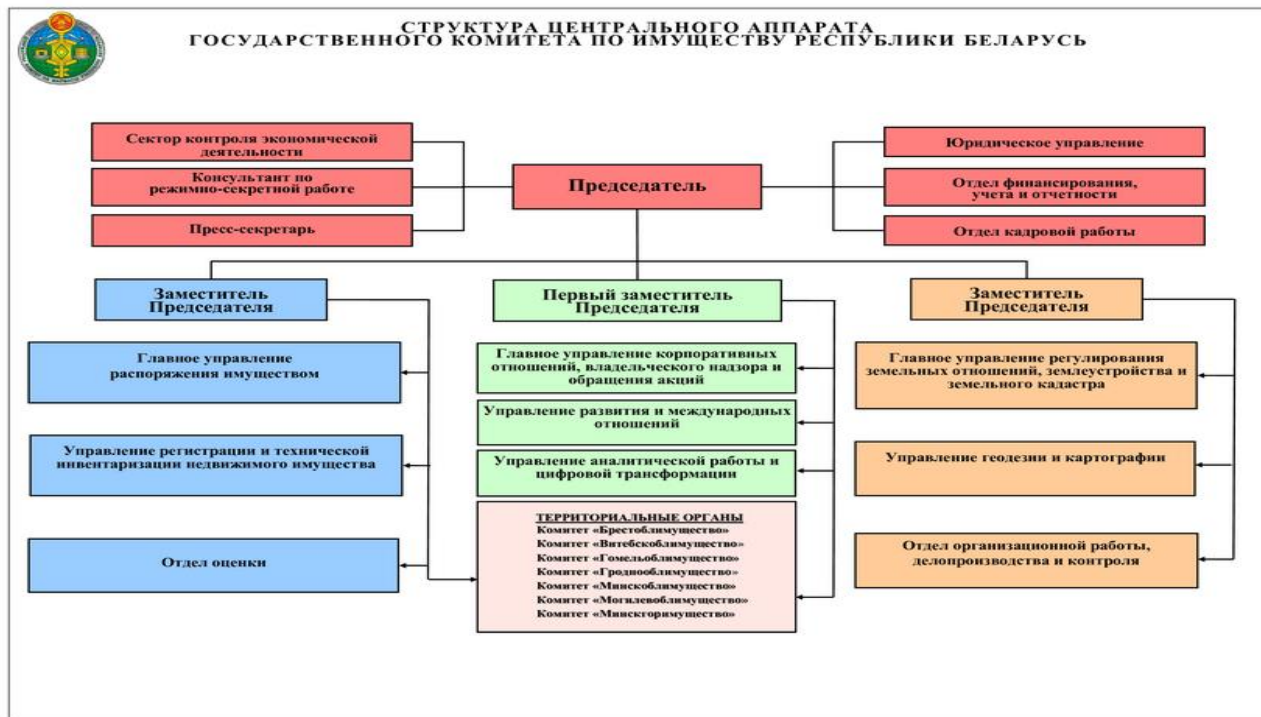 СТРУКТУРА ЦЕНТРАЛЬНОГО АППАРАТА
ГОСУДАРСТВЕННОГО КОМИТЕТА ПО ИМУЩЕСТВУ РЕСПУБЛИКИ БЕЛАРУСЬ
Сектор контроля экономической
деятельности
Консультант по
режимно-секретной работе
Пресс-секретарь
Председатель
Юридическое управление
Отдел финансирования,
учета и отчетности
Отдел кадровой работы
Заместитель
Председателя
Главное управление
распоряжения имуществом
Управление регистрации и технической
инвентаризации недвижимого имущества
Отдел оценки
Первый заместитель
Председателя
Главное управление корпоративных
отношений, владельческого надзора и
обращения акций
Управление развития и международных
отношений
Управление аналитической работы и
цифровой трансформации
ТЕРРИТОРИАЛЬНЫЕ ОРГАНЫ
Комитет «Брестоблимущество»
Комитет «Витебскоблимущество»
Комитет «Гомельоблимущество»
Комитет «Гроднооблимущество»
Комитет «Минскоблимущество»
Комитет «Могилевоблимущество»
Комитет «Минскгоримущество»
Заместитель
Председателя
Главное управление регулирования
земельных отношений, землеустройства и
земельного кадастра
Управление геодезии и картографии
Отдел организационной работы,
делопроизводства и контроля